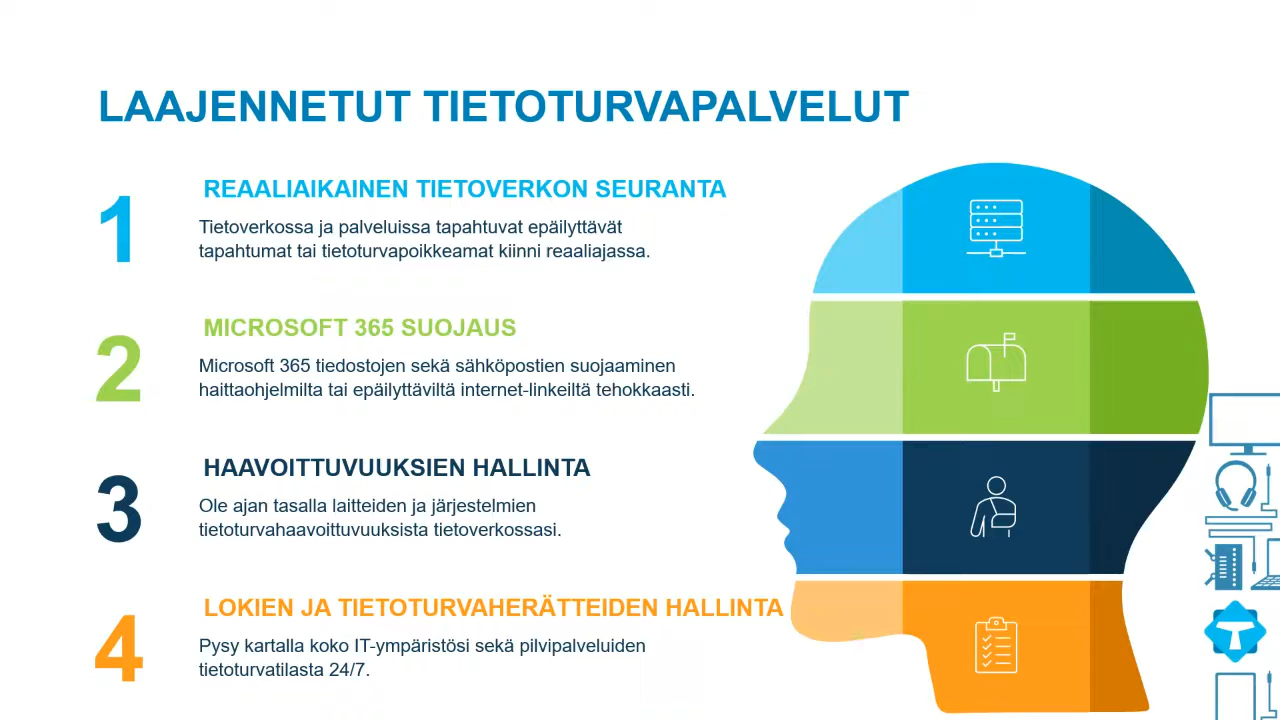 LAAJENNETUT TIETOTURVAPALVELUT
1
REAALIAIKAINEN TIETOVERKON SEURANTA
Tietoverkossa ja palveluissa tapahtuvat epäilyttävät
tapahtumat tai tietoturvapoikkeamat kiinni reaaliajassa.
2
MICROSOFT 365 SUOJAUS
Microsoft 365 tiedostojen sekä sähköpostien suojaaminen
haittaohjelmilta tai epäilyttäviltä internet-linkeiltä tehokkaasti.
3
HAAVOITTUVUUKSIEN HALLINTA
Ole ajan tasalla laitteiden ja järjestelmien
tietoturvahaavoittuvuuksista tietoverkossasi.
4
LOKIEN JA TIETOTURVAHERÄTTEIDEN HALLINTA
Pysy kartalla koko IT-ympäristösi sekä pilvipalveluiden
tietoturvatilasta 24/7.